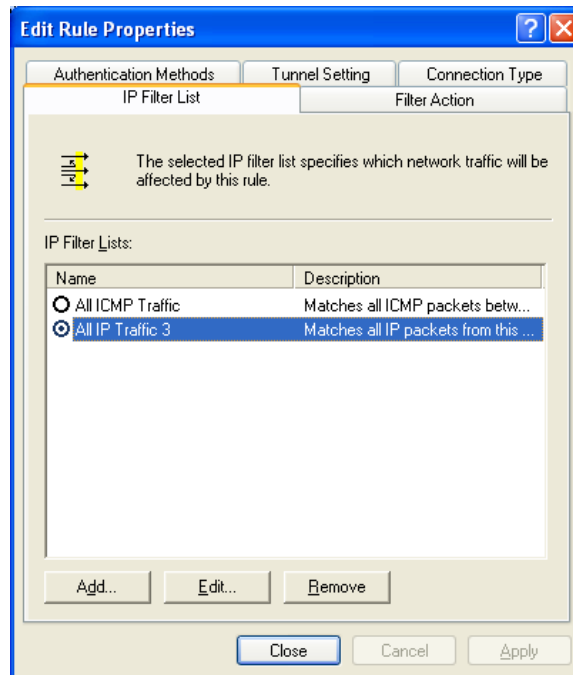 Edit Rule Properties
Authentication Methods Tunnel Setting Connection Type
IP Filter List Filter Action
The selected IP filter list specifies which network traffic will be
affected by this rule.
IP Filter Lists:
Name Description
All ICMP Traffic Matches all ICMP packets betw...
All IP Traffic 3 Matches all IP packets from this ...
Add... Edit... Remove
Close Cancel Apply